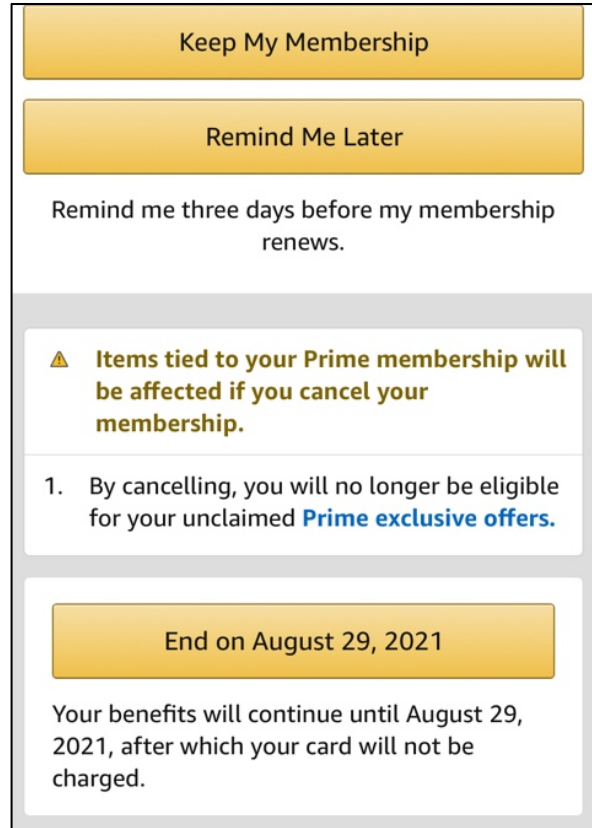 Keep My Membership
Remind Me Later
Remind me three days before my membership
renews.
Items tied to your Prime membership will
be affected if you cancel your
membership.
1. By cancelling, you will no longer be eligible
for your unclaimed Prime exclusive offers.
End on August 29, 2021
Your benefits will continue until August 29,
2021, after which your card will not be
charged.